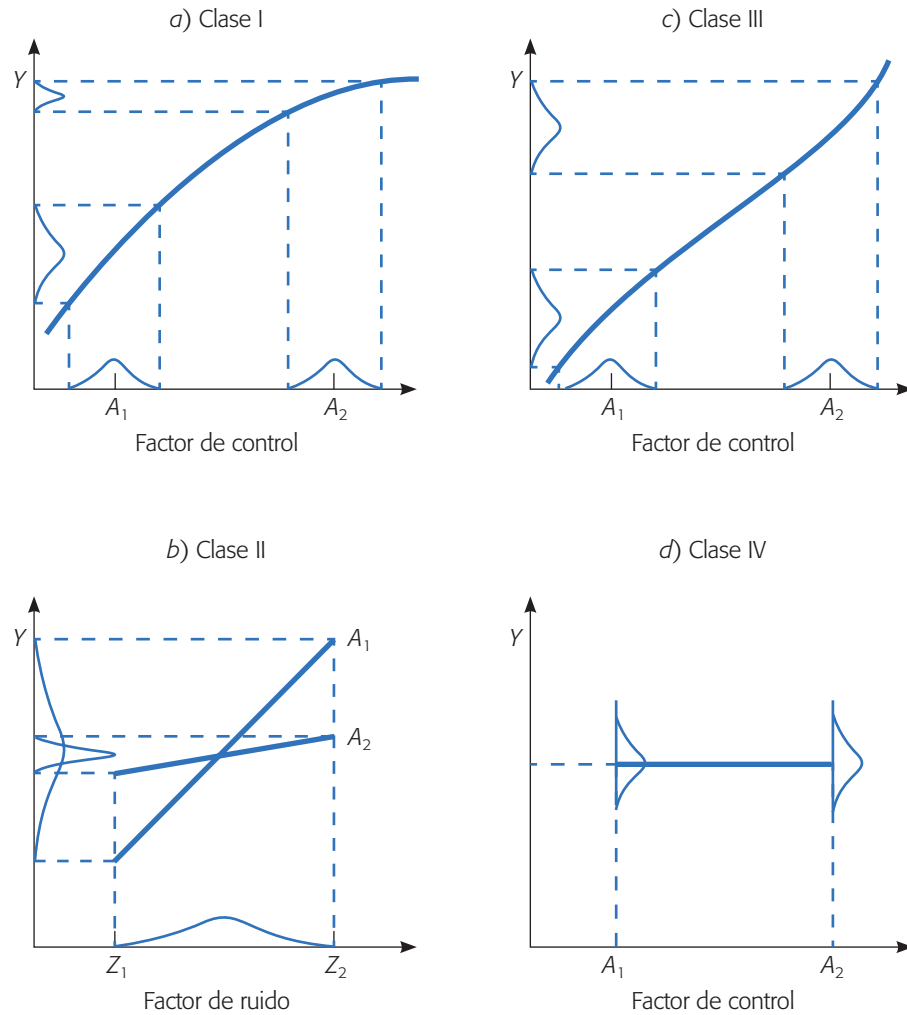 a) Clase I
Y
A1
A2
Factor de control
c) Clase III
Y
A1
A2
Factor de control
b) Clase II
Y
A1
A2
Z1
Z2
Factor de ruido
d) Clase IV
Y
A1
A2
Factor de control